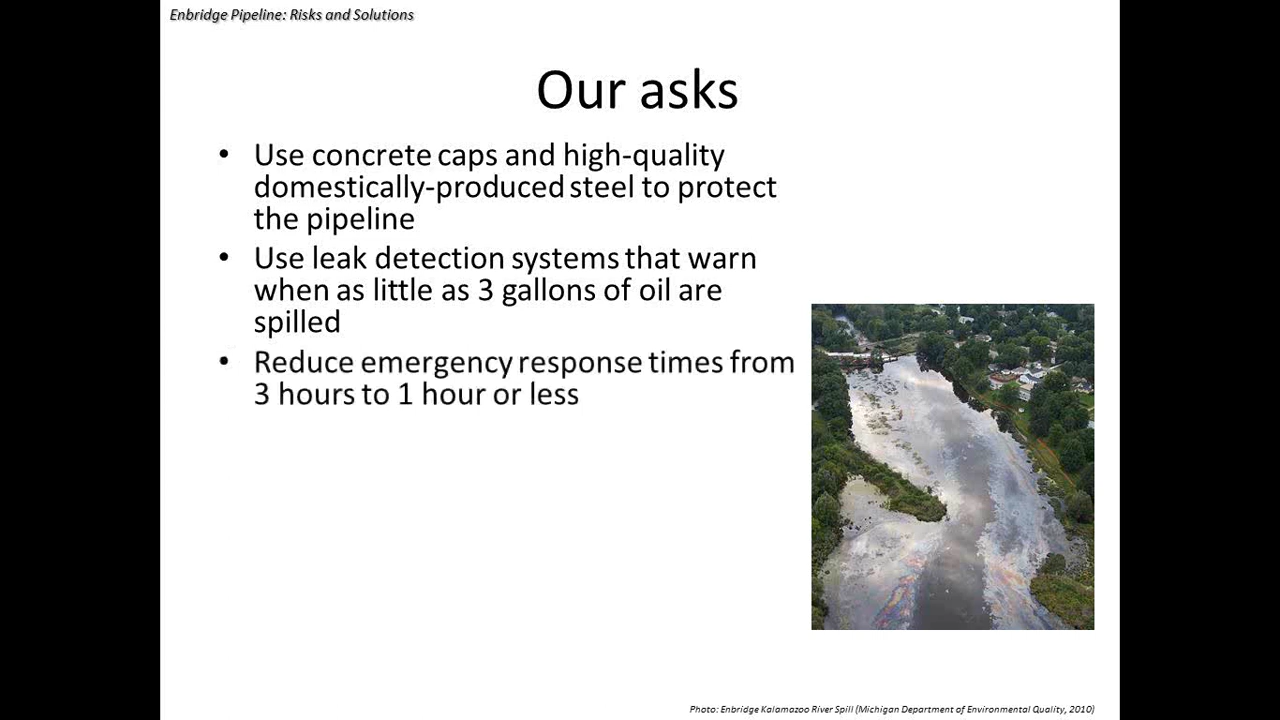 Enbridge Pipeline: Risks and Solutions
Our asks
• Use concrete caps and high-quality
domestically-produced steel to protect
the pipeline
• Use leak detection systems that warn
when as little as 3 gallons of oil are
spilled
• Reduce emergency response times from
3 hours to 1 hour or less
Photo: Enbridge Kalamazoo River Spill (Michigan Department of Environmental Quality, 2010)